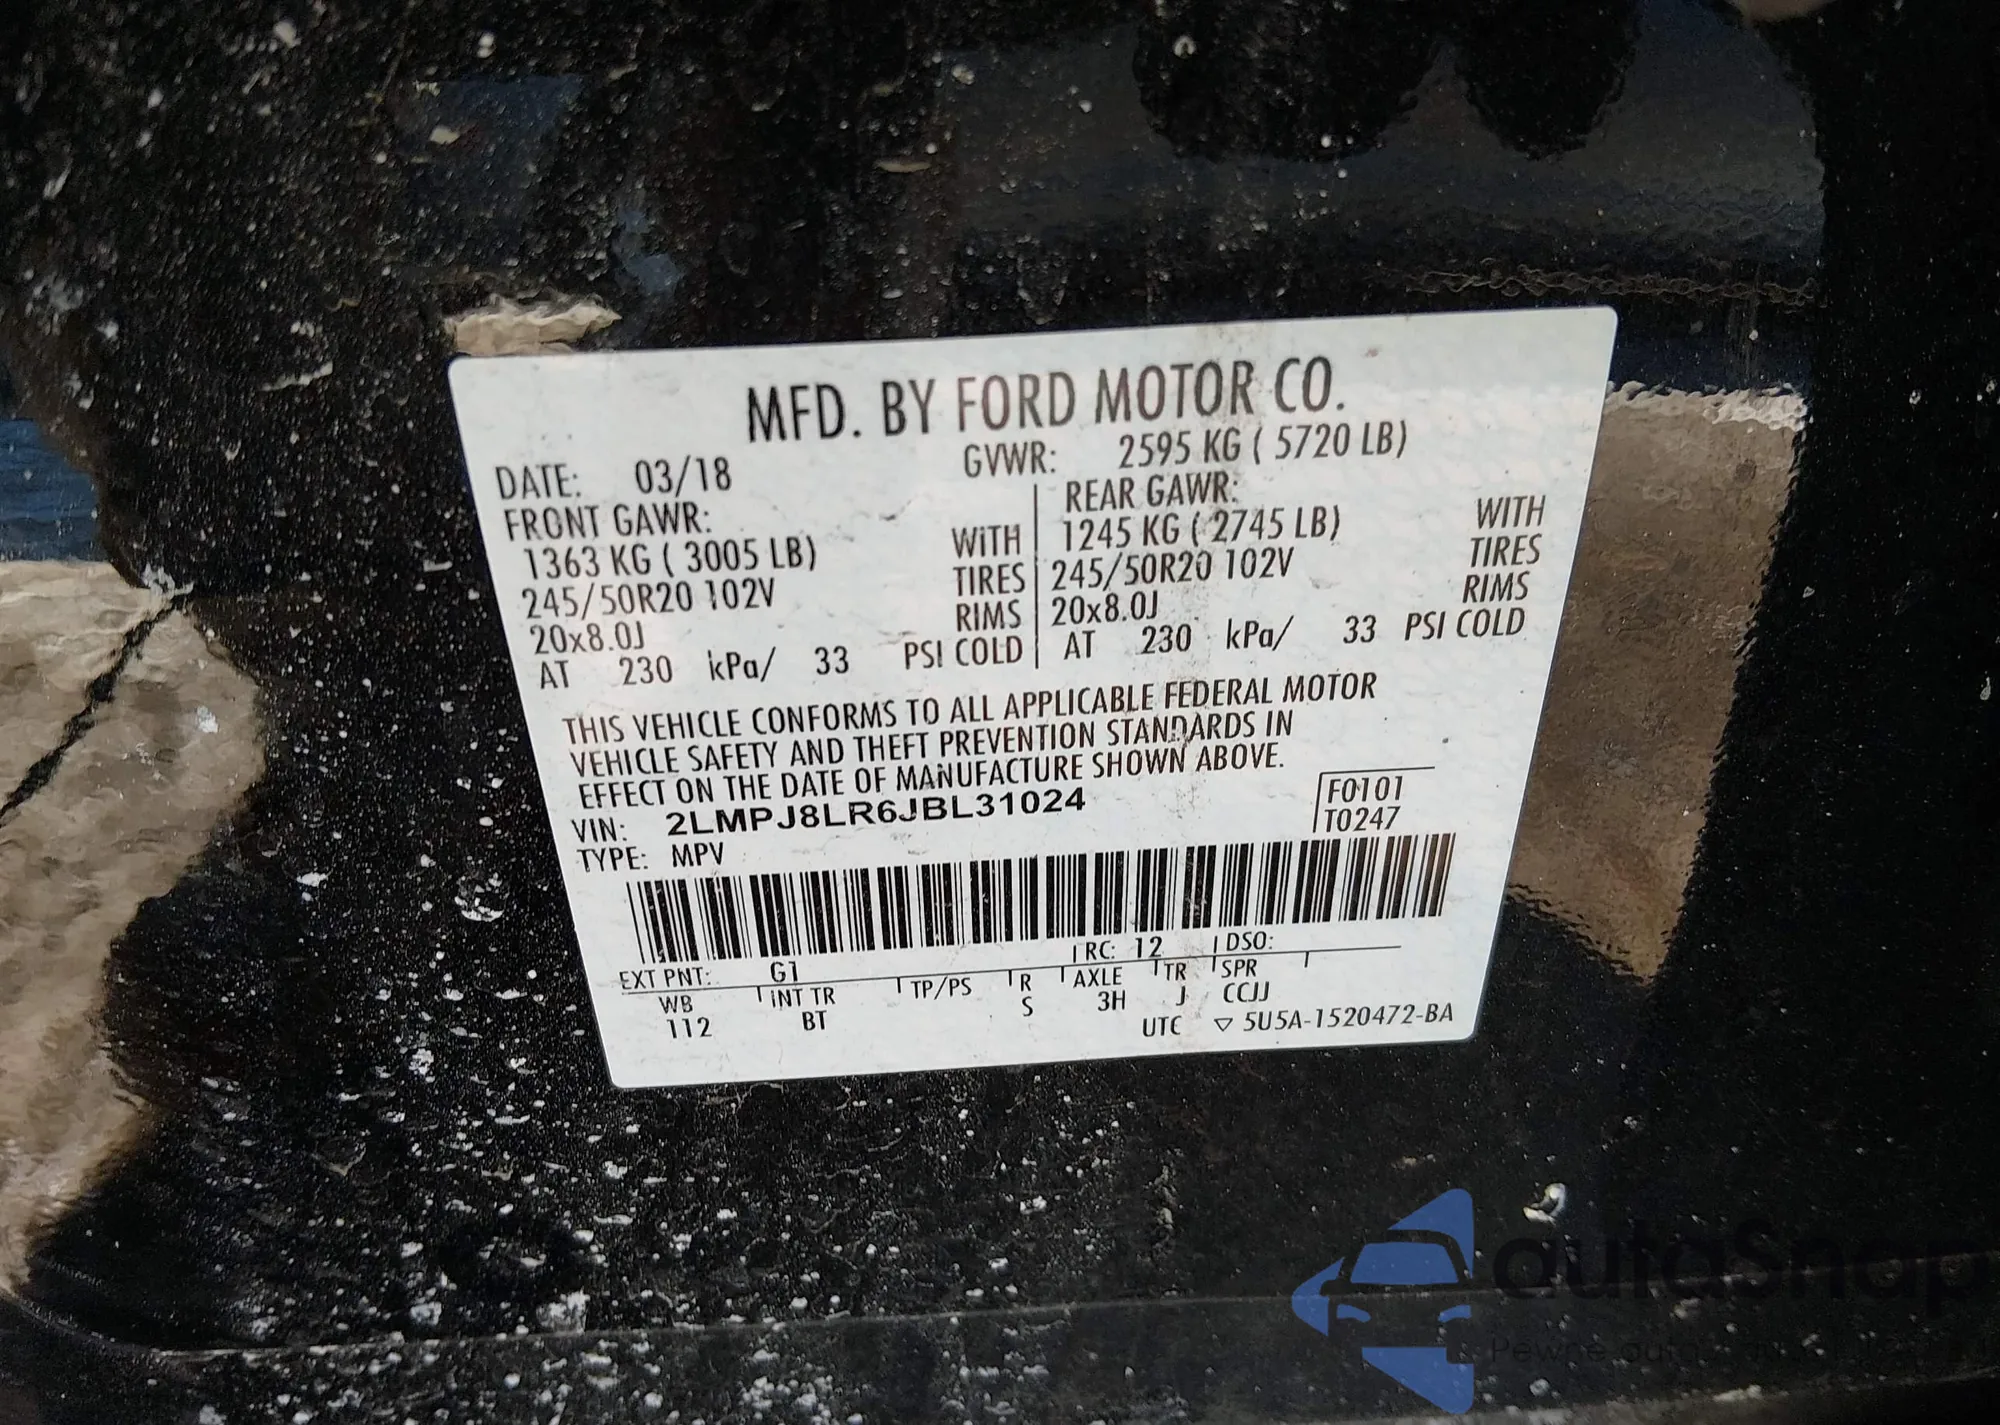 MFD. BY FORD MOTOR CO.
DATE: 03/18 GVWR: 2595 KG ( 5720 LB)
FRONT GAWR: REAR GAWR:
1363 KG ( 3005 LB) WITH 1245 KG ( 2745 LB) WITH
245/50R20 102V TIRES 245/50R20 102V TIRES
20x8.0J RIMS 20x8.0J RIMS
AT 230 kPa/ 33 PSI COLD AT 230 kPa/ 33 PSI COLD
THIS VEHICLE CONFORMS TO ALL APPLICABLE FEDERAL MOTOR
VEHICLE SAFETY AND THEFT PREVENTION STANDARDS IN
EFFECT ON THE DATE OF MANUFACTURE SHOWN ABOVE.
VIN: 2LMPJ8LR6JBL31024 F0101
TYPE: MPV T0247
EXT PNT: G1 RC: 12 DSO:
WB INT TR TP/PS R AXLE TR SPR
112 BT S 3H J CCJJ
UTC ▽ 5U5A-1520472-BA
autaSnap
Pewne auta